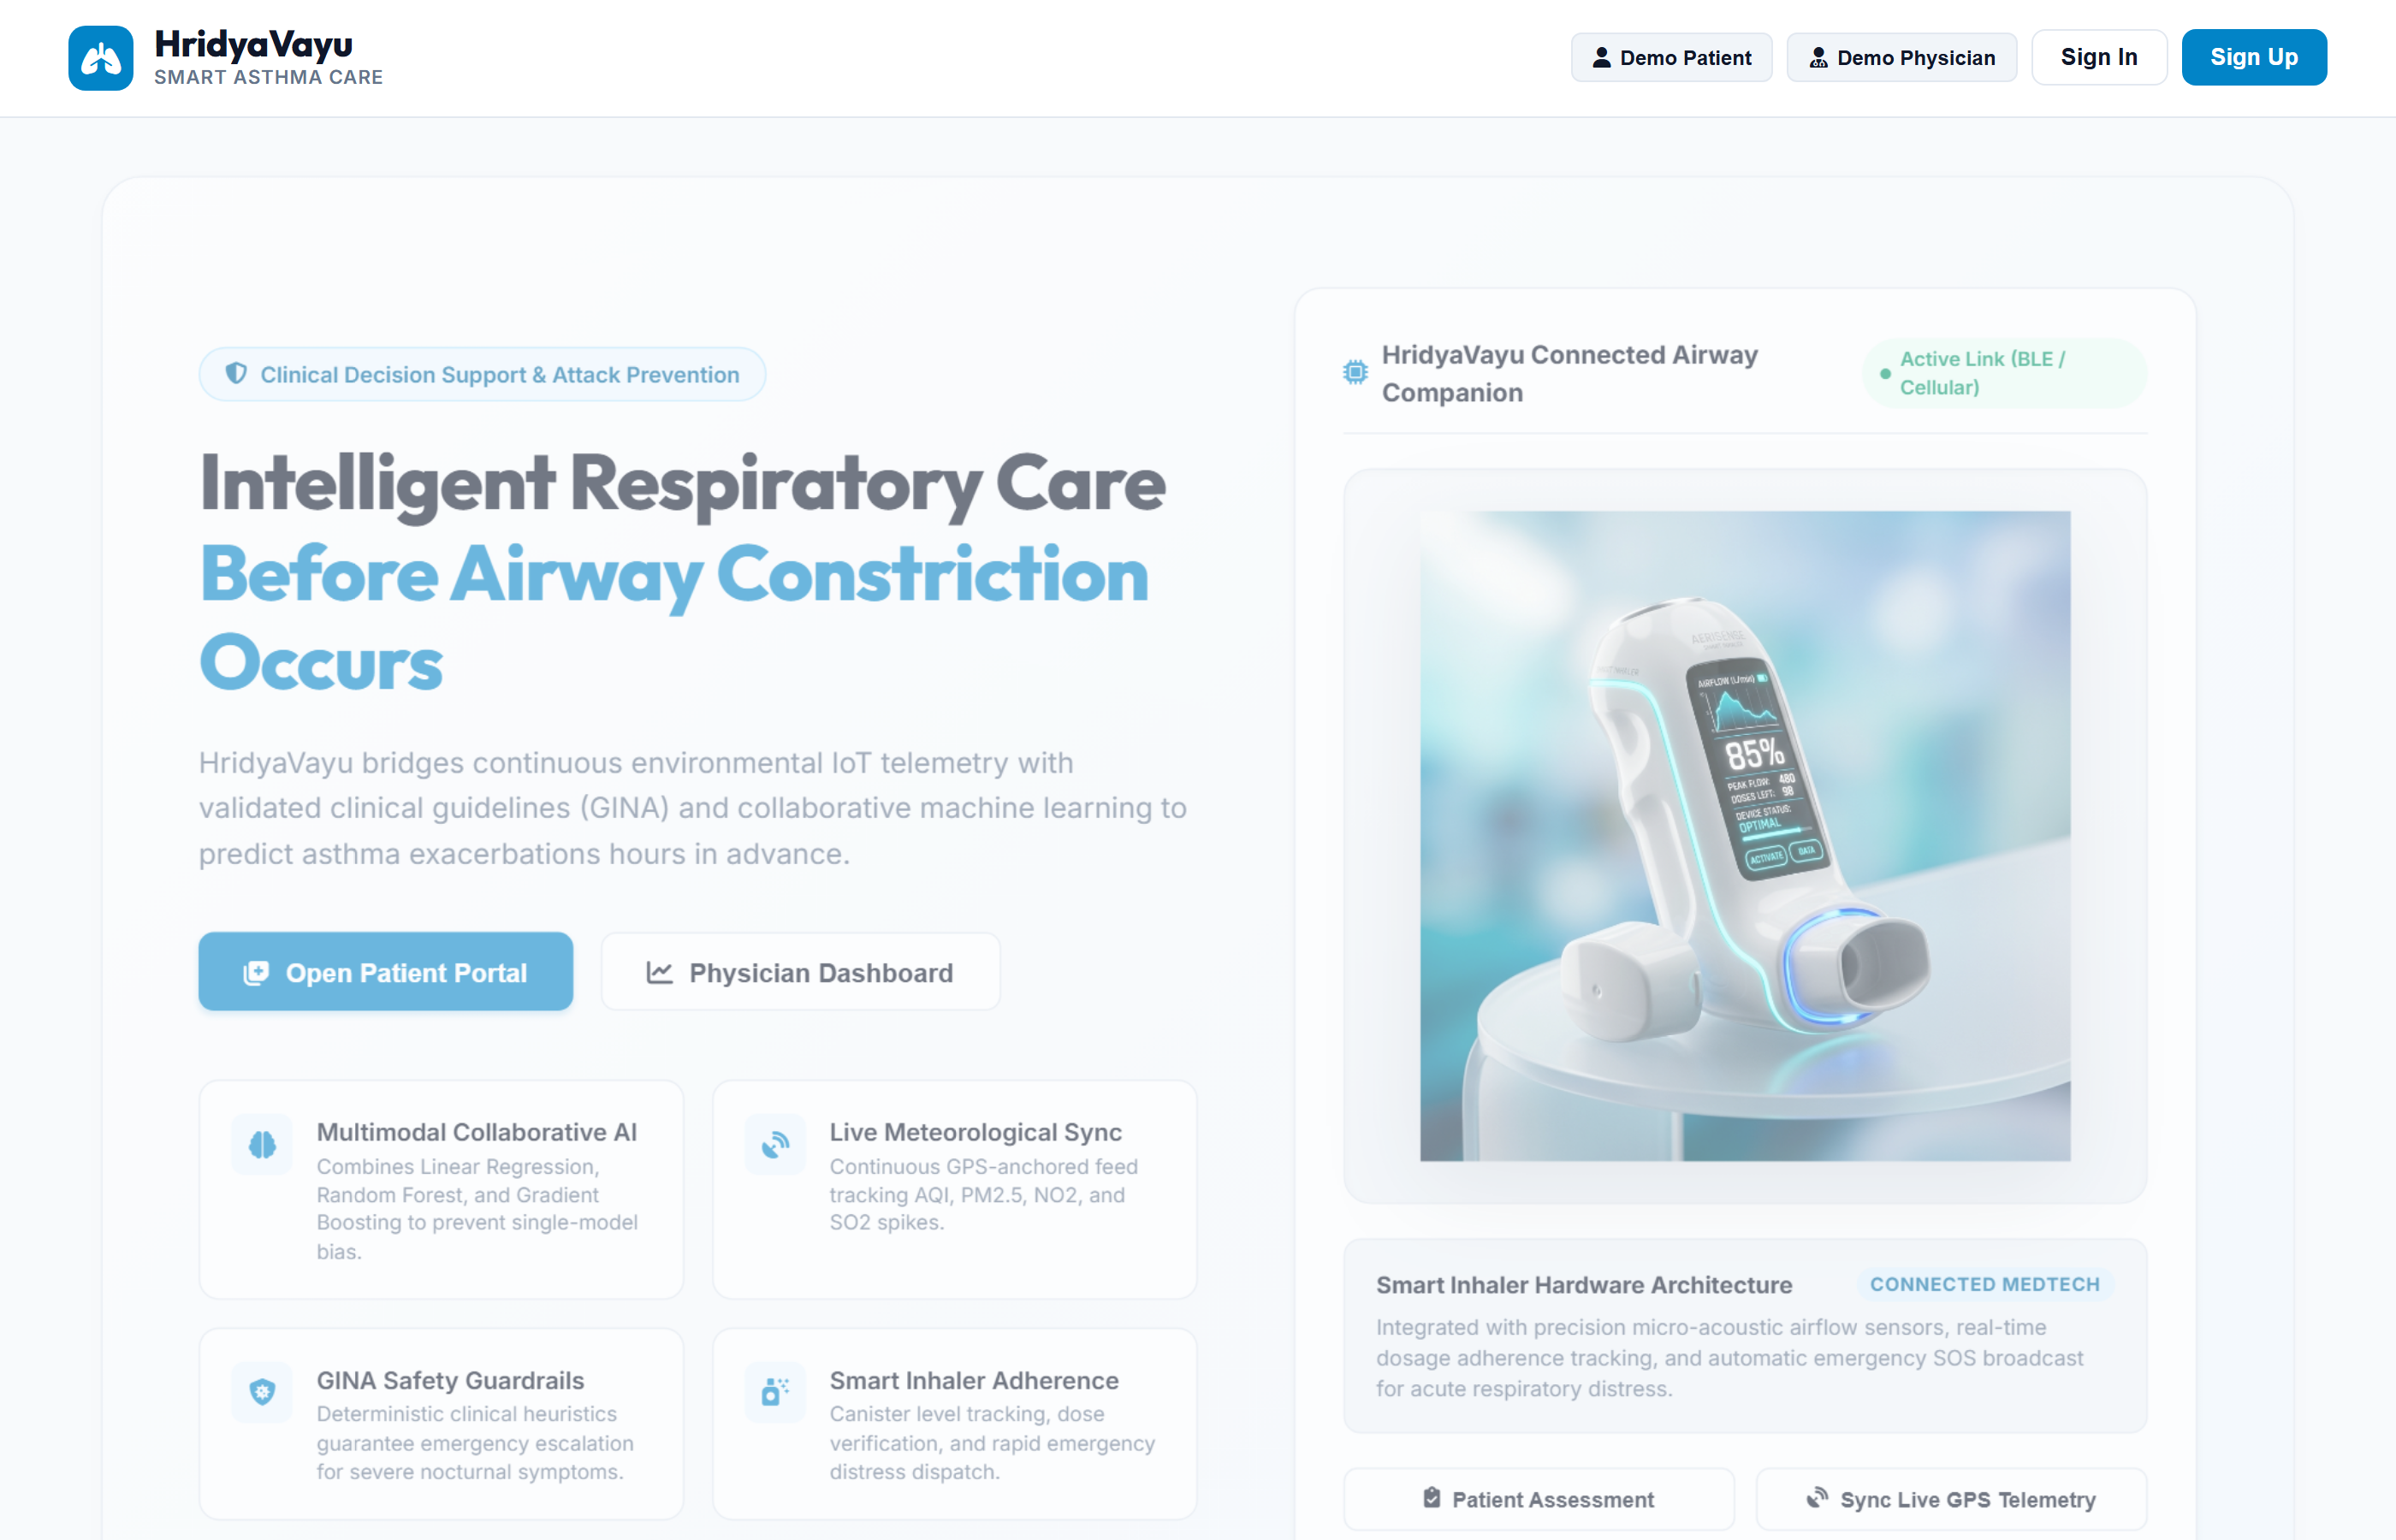 HridyaVayu
SMART ASTHMA CARE
Demo Patient
Demo Physician
Sign In
Sign Up
Clinical Decision Support & Attack Prevention
Intelligent Respiratory Care
Before Airway Constriction
Occurs
HridyaVayu bridges continuous environmental IoT telemetry with
validated clinical guidelines (GINA) and collaborative machine learning to
predict asthma exacerbations hours in advance.
Open Patient Portal
Physician Dashboard
Multimodal Collaborative AI
Combines Linear Regression,
Random Forest, and Gradient
Boosting to prevent single-model
bias.
Live Meteorological Sync
Continuous GPS-anchored feed
tracking AQI, PM2.5, NO2, and
SO2 spikes.
GINA Safety Guardrails
Deterministic clinical heuristics
guarantee emergency escalation
for severe nocturnal symptoms.
Smart Inhaler Adherence
Canister level tracking, dose
verification, and rapid emergency
distress dispatch.
HridyaVayu Connected Airway
Companion
Active Link (BLE /
Cellular)
AERISENSE
AIRFLOW (L/min)
85%
PEAK FLOW: 480
DOSES LEFT: 98
DEVICE STATUS:
OPTIMAL
ACTIVATE
DATA
Smart Inhaler Hardware Architecture
CONNECTED MEDTECH
Integrated with precision micro-acoustic airflow sensors, real-time
dosage adherence tracking, and automatic emergency SOS broadcast
for acute respiratory distress.
Patient Assessment
Sync Live GPS Telemetry